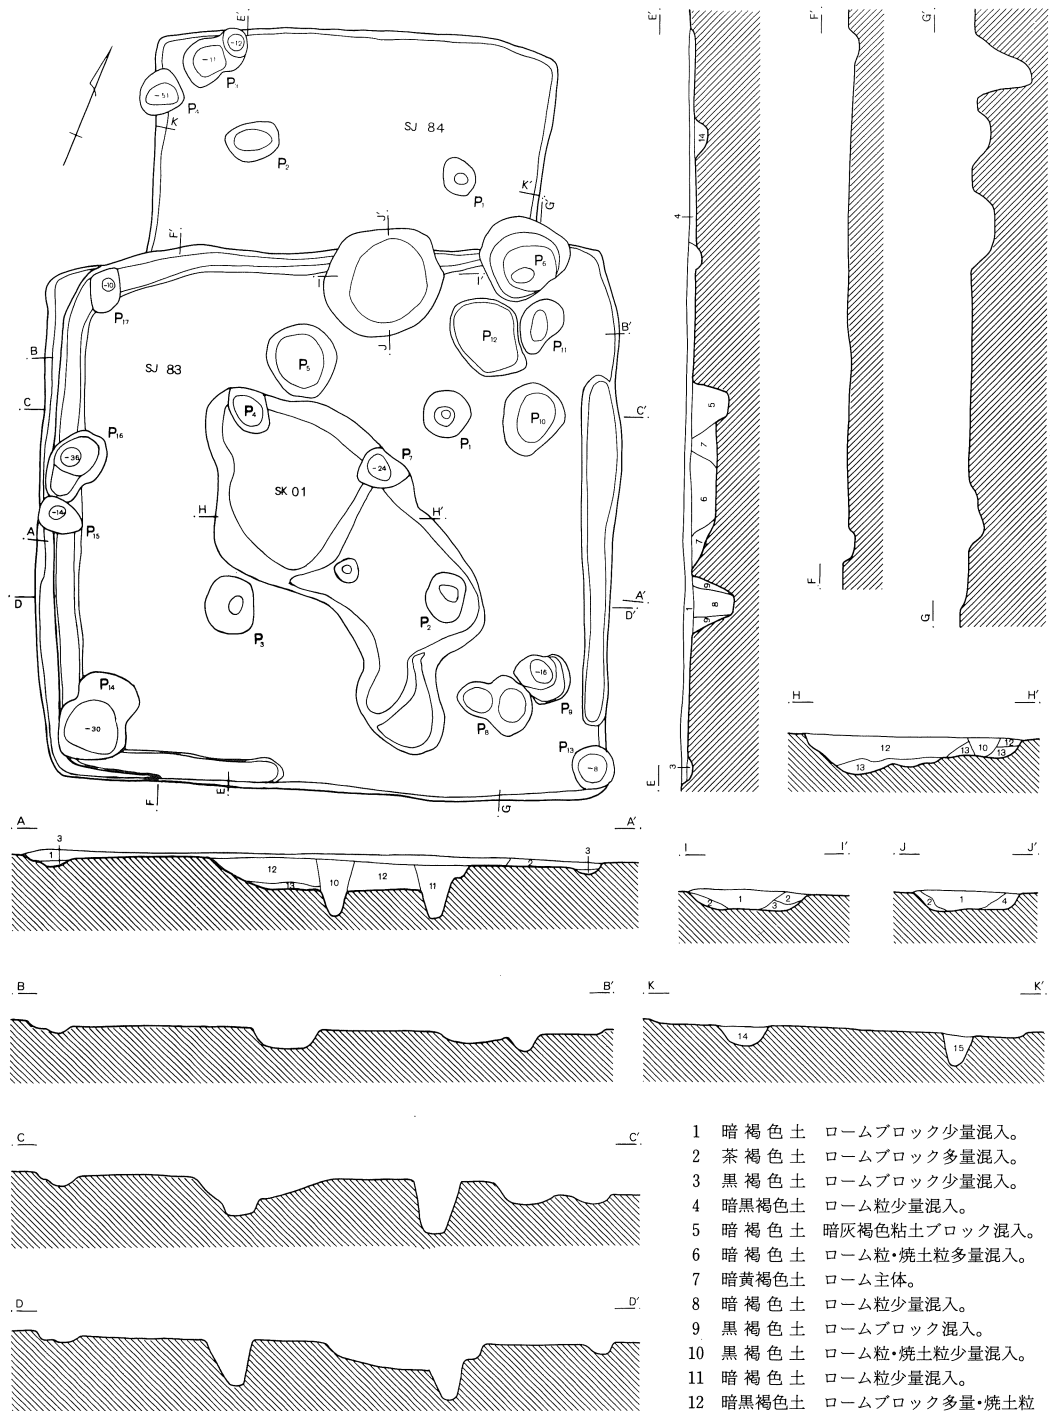 E'
-12
-11
P₃
-51
P₄
K
SJ 84
P₂
P₁
K'
G'
F'
J'
I
I'
J
P₆
-10
P₁₇
B
SJ 83
P₅
P₁₂
P₁₁
B'
C
P₄
P₁
P₁₀
C'
P₁₆
-36
P₇
-24
SK 01
H
H'
-14
P₁₅
A
D
P₃
P₂
A'
D'
P₁₄
-30
-16
P₉
P₈
P₁₃
-8
F
E
G
E'
14
4
5
7
6
7
9
1
8
9
3
E
F'
F
G'
G
H
H'
12
13
13
10
12
13
A
A'
3
1
12
13
10
12
11
2
3
I
I'
2
1
3
2
J
J'
2
1
4
B
B'
K
K'
14
15
C
C'
D
D'
1 暗褐色土 ロームブロック少量混入。
2 茶褐色土 ロームブロック多量混入。
3 黒褐色土 ロームブロック少量混入。
4 暗黒褐色土 ローム粒少量混入。
5 暗褐色土 暗灰褐色粘土ブロック混入。
6 暗褐色土 ローム粒・焼土粒多量混入。
7 暗黄褐色土 ローム主体。
8 暗褐色土 ローム粒少量混入。
9 黒褐色土 ロームブロック混入。
10 黒褐色土 ローム粒・焼土粒少量混入。
11 暗褐色土 ローム粒少量混入。
12 暗黒褐色土 ロームブロック多量・焼土粒